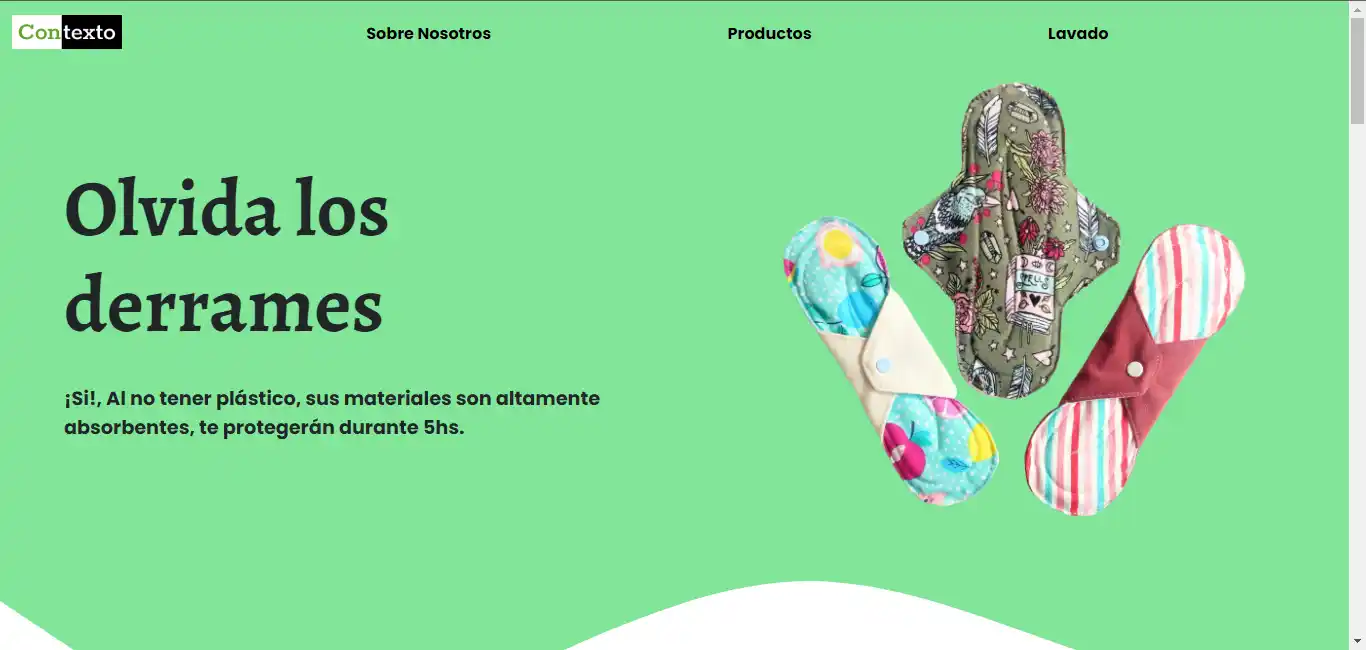 Contexto
Sobre Nosotros
Productos
Lavado
Olvida los
derrames
¡Si!, Al no tener plástico, sus materiales son altamente
absorbentes, te protegerán durante 5hs.